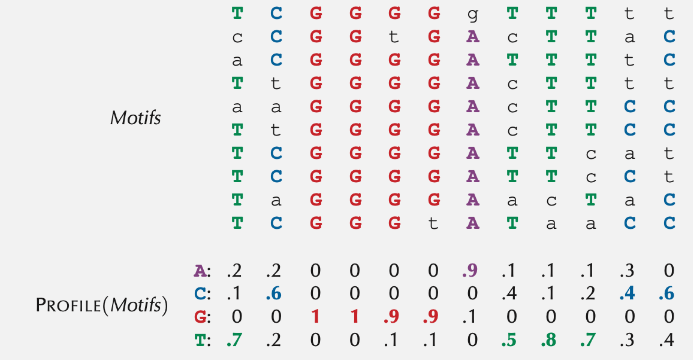 T C G G G G g T T T t t
c C G G t G A c T T a C
a C G G G G A T T T t C
T t G G G G A c T T t t
Motifs a a G G G G A c T T C C
T t G G G G A c T T C C
T C G G G G A T T c a t
T C G G G G A T T c C t
T a G G G G A a c T a C
T C G G G t A T a a C C
A: .2 .2 0 0 0 0 .9 .1 .1 .1 .3 0
C: .1 .6 0 0 0 0 0 .4 .1 .2 .4 .6
PROFILE(Motifs) G: 0 0 1 1 .9 .9 .1 0 0 0 0 0
T: .7 .2 0 0 .1 .1 0 .5 .8 .7 .3 .4